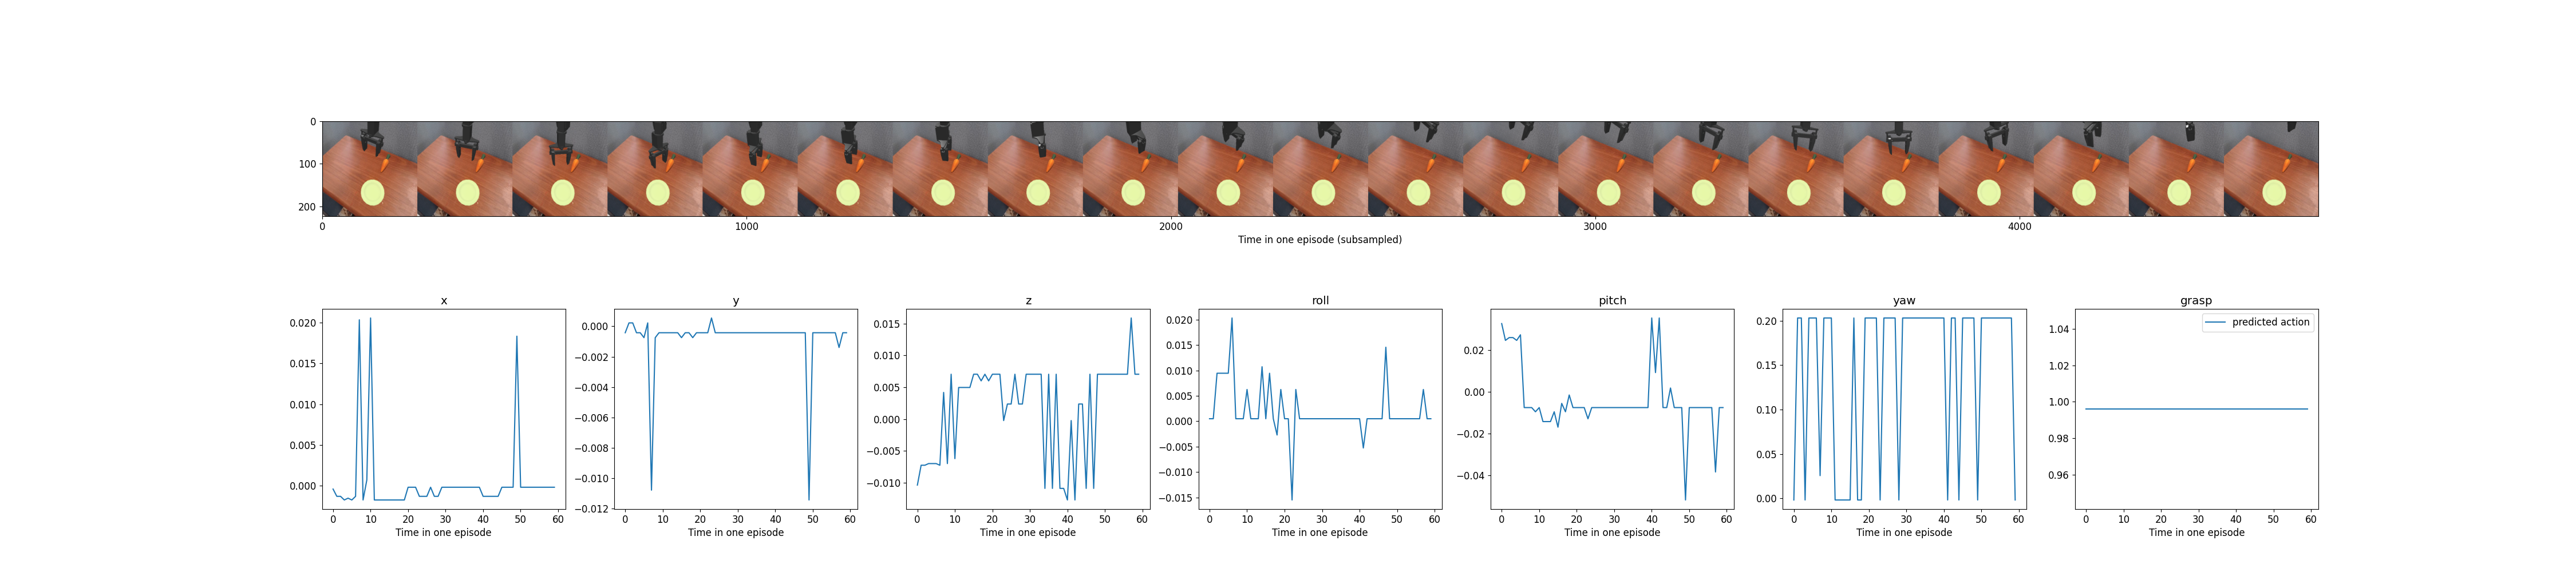 0
100
200
0 1000 2000 3000 4000
Time in one episode (subsampled)
x y z roll pitch yaw grasp
0.020
0.015
0.010
0.005
0.000
0 10 20 30 40 50 60
Time in one episode
0.000
−0.002
−0.004
−0.006
−0.008
−0.010
−0.012
0 10 20 30 40 50 60
Time in one episode
0.015
0.010
0.005
0.000
−0.005
−0.010
0 10 20 30 40 50 60
Time in one episode
0.020
0.015
0.010
0.005
0.000
−0.005
−0.010
−0.015
0 10 20 30 40 50 60
Time in one episode
0.02
0.00
−0.02
−0.04
0 10 20 30 40 50 60
Time in one episode
0.20
0.15
0.10
0.05
0.00
0 10 20 30 40 50 60
Time in one episode
predicted action
1.04
1.02
1.00
0.98
0.96
0 10 20 30 40 50 60
Time in one episode